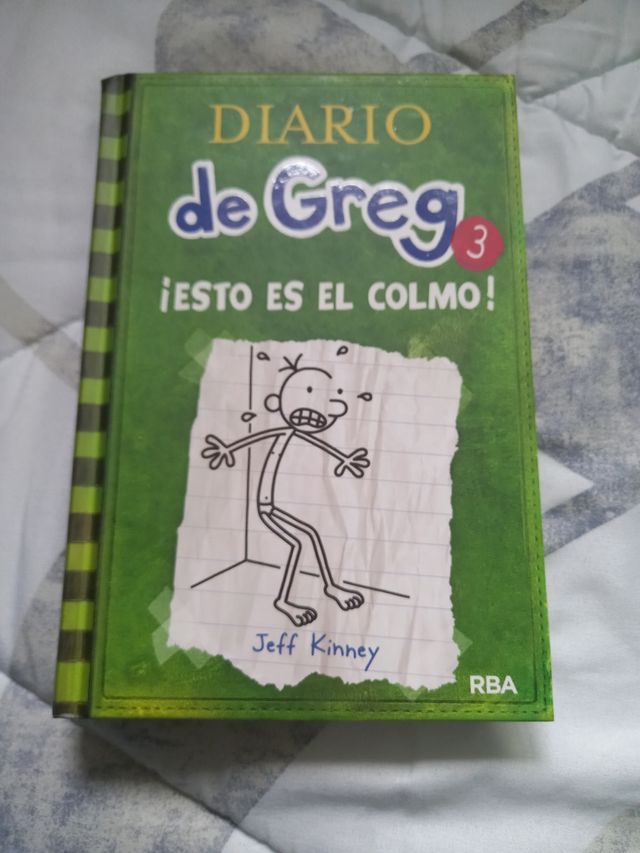 DIARIO
de Greg
3
¡ESTO ES EL COLMO!
Jeff Kinney
RBA